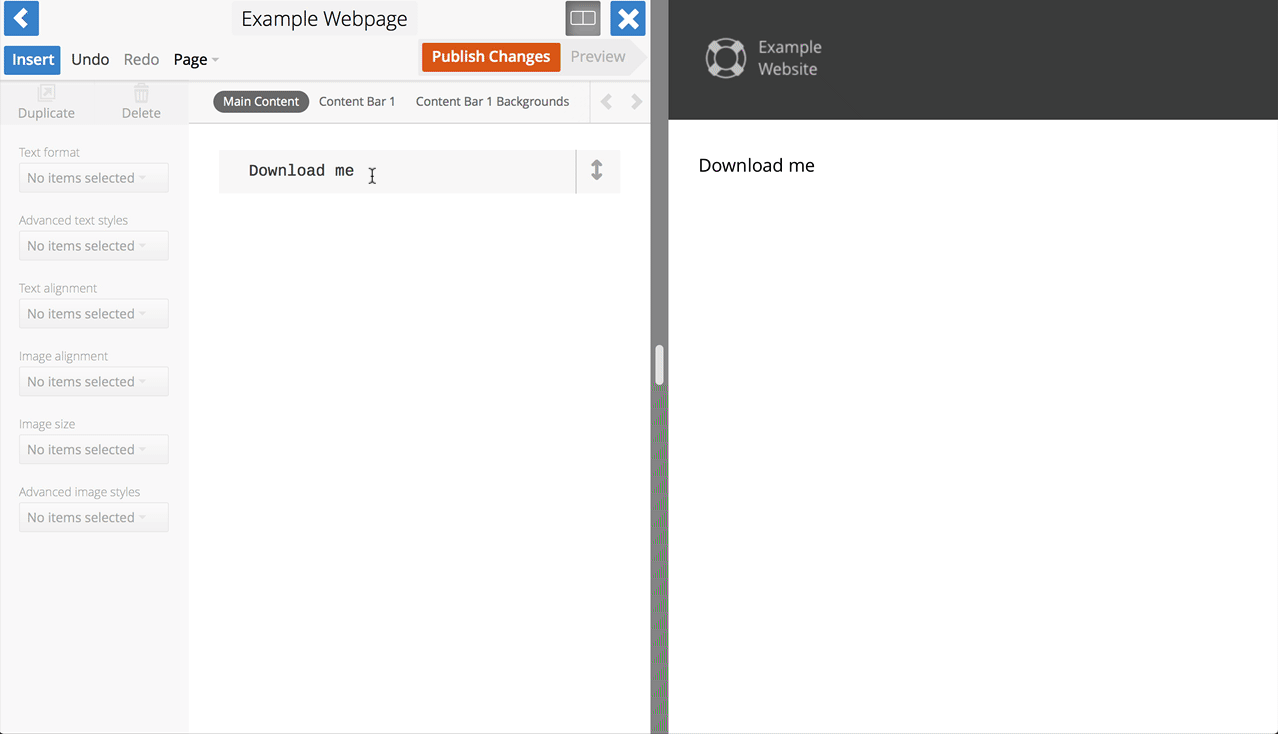 Example Webpage
Insert Undo Redo Page
Publish Changes Preview
Duplicate Delete
Main Content Content Bar 1 Content Bar 1 Backgrounds
Text format
No items selected
Advanced text styles
No items selected
Text alignment
No items selected
Image alignment
No items selected
Image size
No items selected
Advanced image styles
No items selected
Download me
Example
Website
Download me